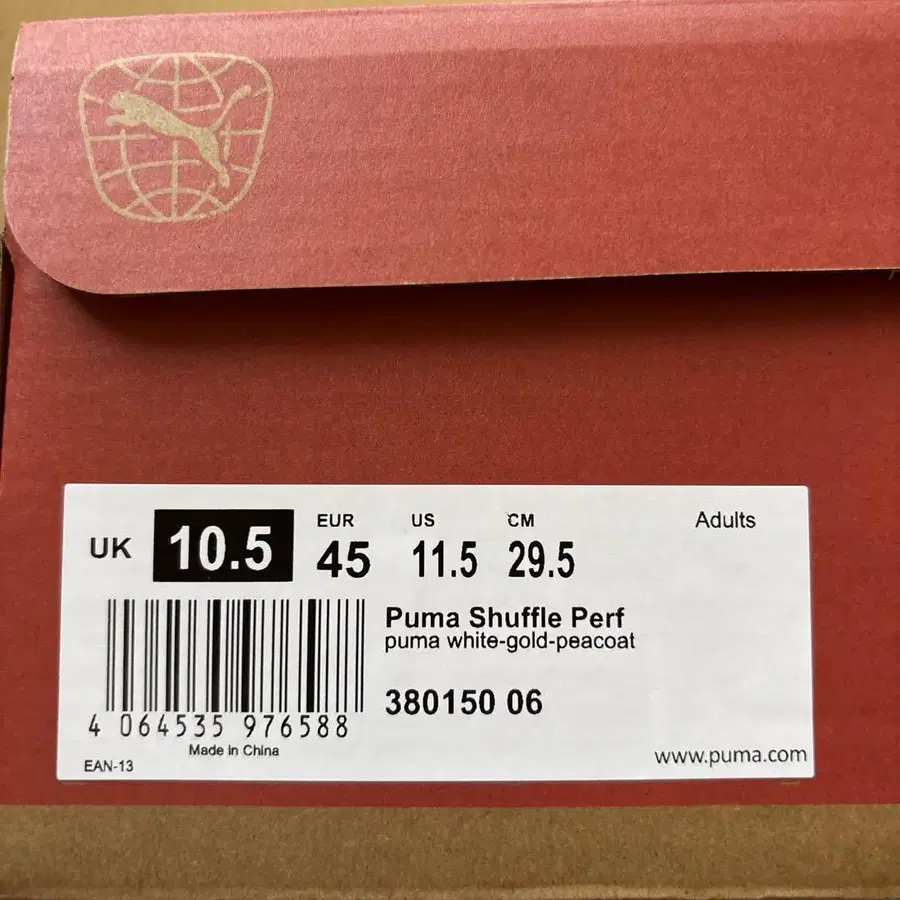 UK 10.5 EUR 45 US 11.5 CM 29.5 Adults
Puma Shuffle Perf
puma white-gold-peacoat
380150 06
4 064535 976588
Made in China
EAN-13
www.puma.com